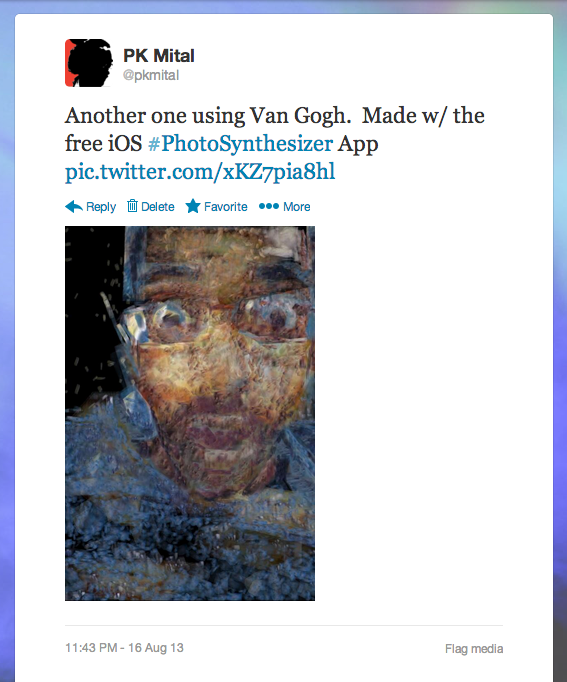 PK Mital
@pkmital
Another one using Van Gogh.  Made w/ the
free iOS #PhotoSynthesizer App
pic.twitter.com/xKZ7pia8hl
Reply Delete Favorite More
11:43 PM - 16 Aug 13 Flag media